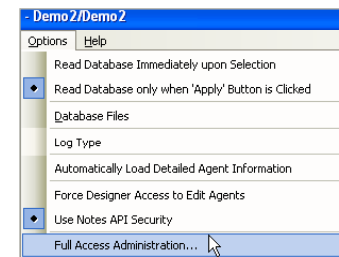 - Demo2/Demo2
Options Help
Read Database Immediately upon Selection
Read Database only when 'Apply' Button is Clicked
Database Files
Log Type
Automatically Load Detailed Agent Information
Force Designer Access to Edit Agents
Use Notes API Security
Full Access Administration...